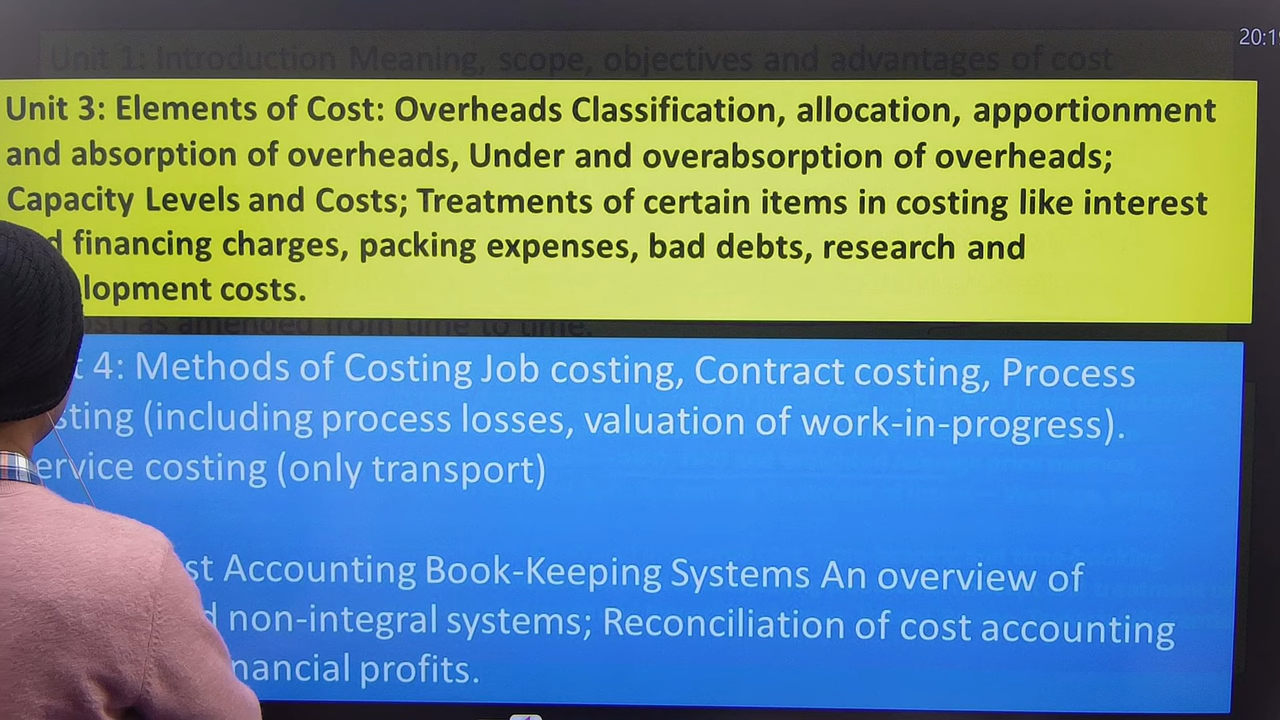 Unit 1: Introduction Meaning, scope, objectives and advantages of cost
20:1
Unit 3: Elements of Cost: Overheads Classification, allocation, apportionment
and absorption of overheads, Under and overabsorption of overheads;
Capacity Levels and Costs; Treatments of certain items in costing like interest
d financing charges, packing expenses, bad debts, research and
lopment costs.
as amended from time to time.
t 4: Methods of Costing Job costing, Contract costing, Process
sting (including process losses, valuation of work-in-progress).
ervice costing (only transport)
st Accounting Book-Keeping Systems An overview of
d non-integral systems; Reconciliation of cost accounting
nancial profits.